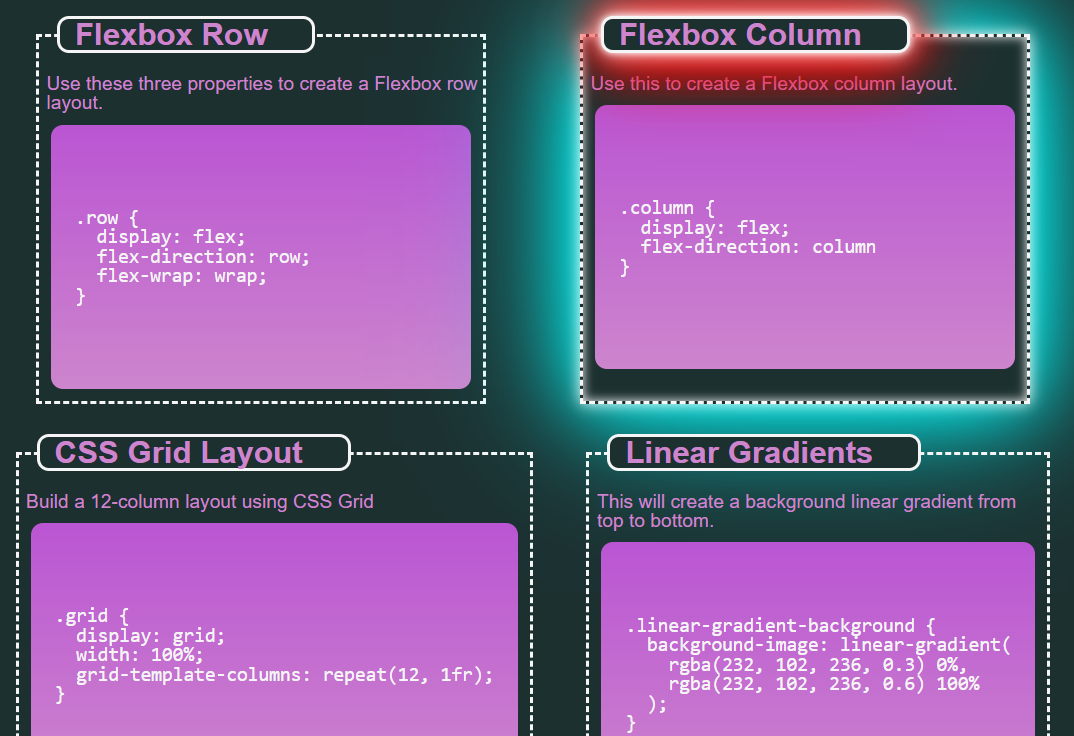 Flexbox Row
Use these three properties to create a Flexbox row
layout.
.row {
  display: flex;
  flex-direction: row;
  flex-wrap: wrap;
}
Flexbox Column
Use this to create a Flexbox column layout.
.column {
  display: flex;
  flex-direction: column
}
CSS Grid Layout
Build a 12-column layout using CSS Grid
.grid {
  display: grid;
  width: 100%;
  grid-template-columns: repeat(12, 1fr);
}
Linear Gradients
This will create a background linear gradient from
top to bottom.
.linear-gradient-background {
  background-image: linear-gradient(
    rgba(232, 102, 236, 0.3) 0%,
    rgba(232, 102, 236, 0.6) 100%
  );
}